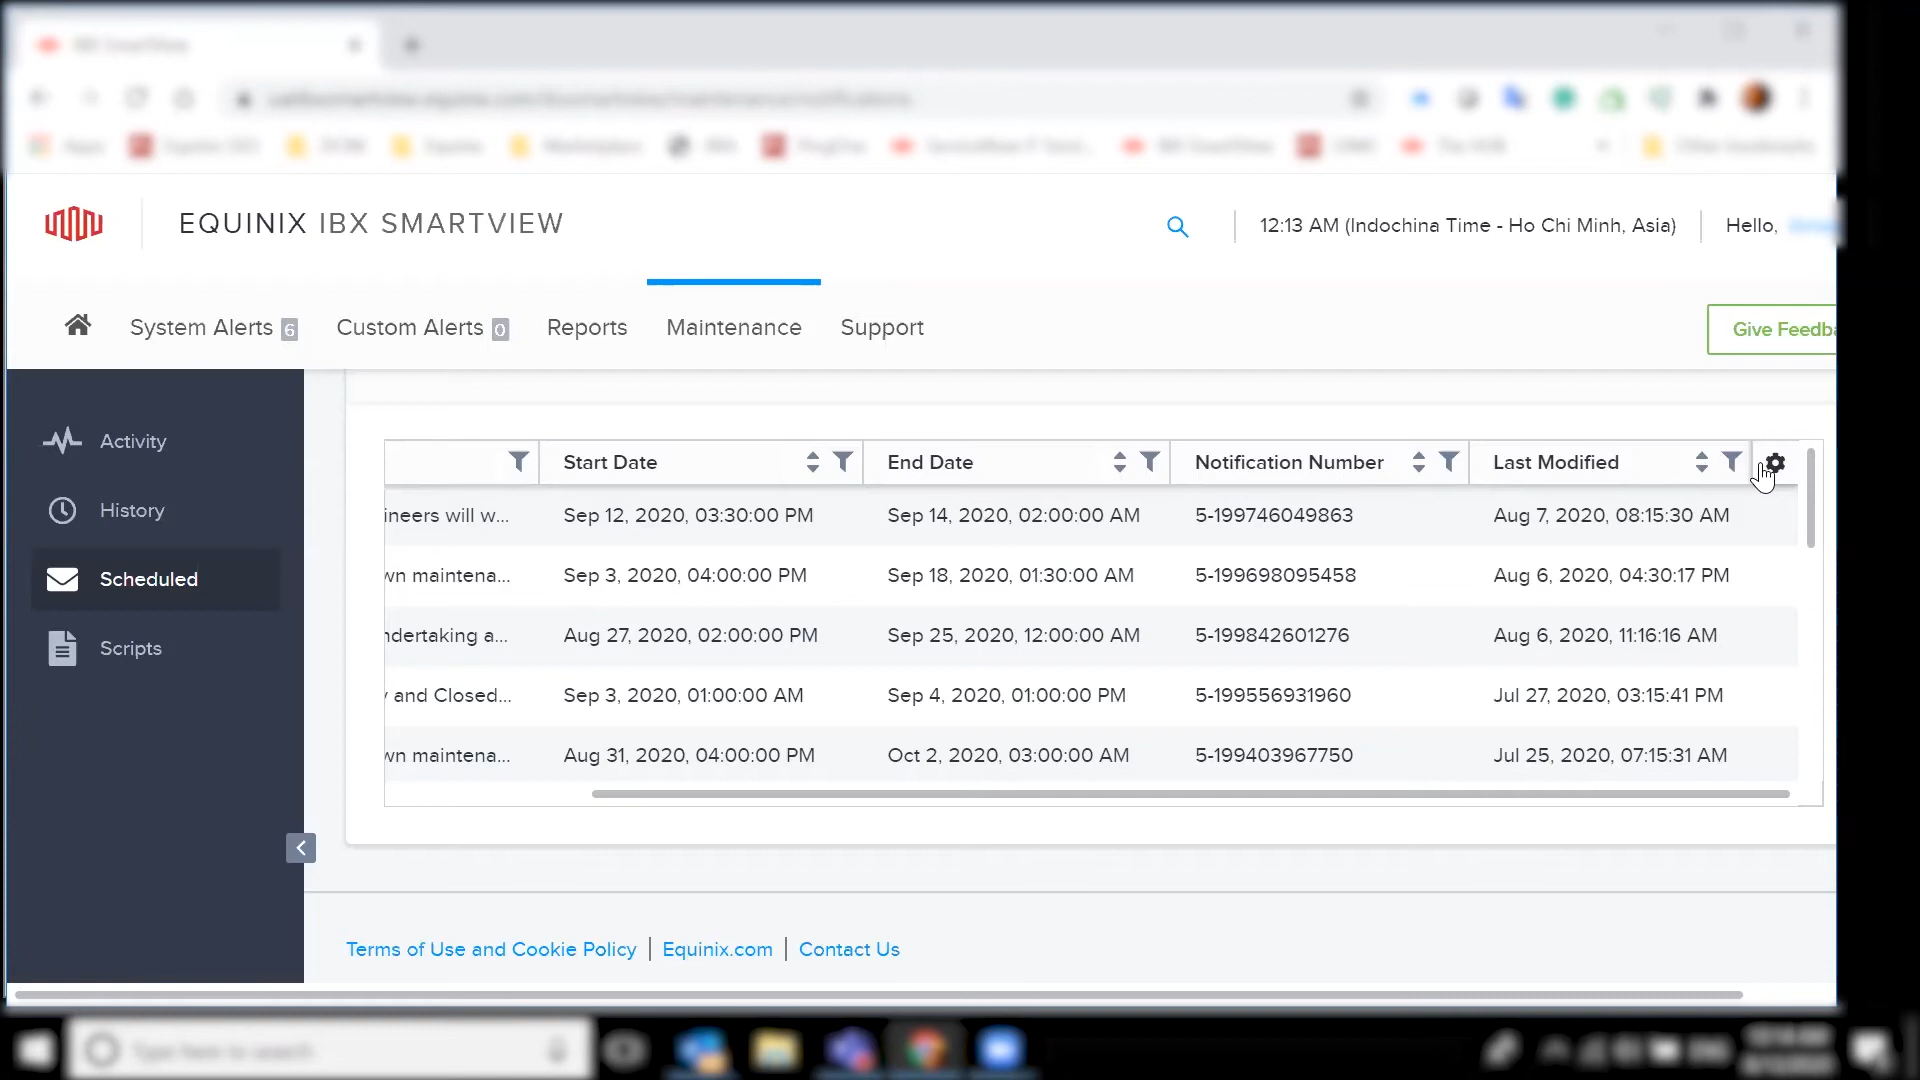 EQUINIX IBX SMARTVIEW
12:13 AM (Indochina Time - Ho Chi Minh, Asia)
Hello,
System Alerts 6
Custom Alerts 0
Reports
Maintenance
Support
Give Feedba
Activity
History
Scheduled
Scripts
Start Date End Date Notification Number Last Modified
ineers will w... Sep 12, 2020, 03:30:00 PM Sep 14, 2020, 02:00:00 AM 5-199746049863 Aug 7, 2020, 08:15:30 AM
wn maintena... Sep 3, 2020, 04:00:00 PM Sep 18, 2020, 01:30:00 AM 5-199698095458 Aug 6, 2020, 04:30:17 PM
ndertaking a... Aug 27, 2020, 02:00:00 PM Sep 25, 2020, 12:00:00 AM 5-199842601276 Aug 6, 2020, 11:16:16 AM
y and Closed... Sep 3, 2020, 01:00:00 AM Sep 4, 2020, 01:00:00 PM 5-199556931960 Jul 27, 2020, 03:15:41 PM
wn maintena... Aug 31, 2020, 04:00:00 PM Oct 2, 2020, 03:00:00 AM 5-199403967750 Jul 25, 2020, 07:15:31 AM
Terms of Use and Cookie Policy | Equinix.com | Contact Us
Type here to search